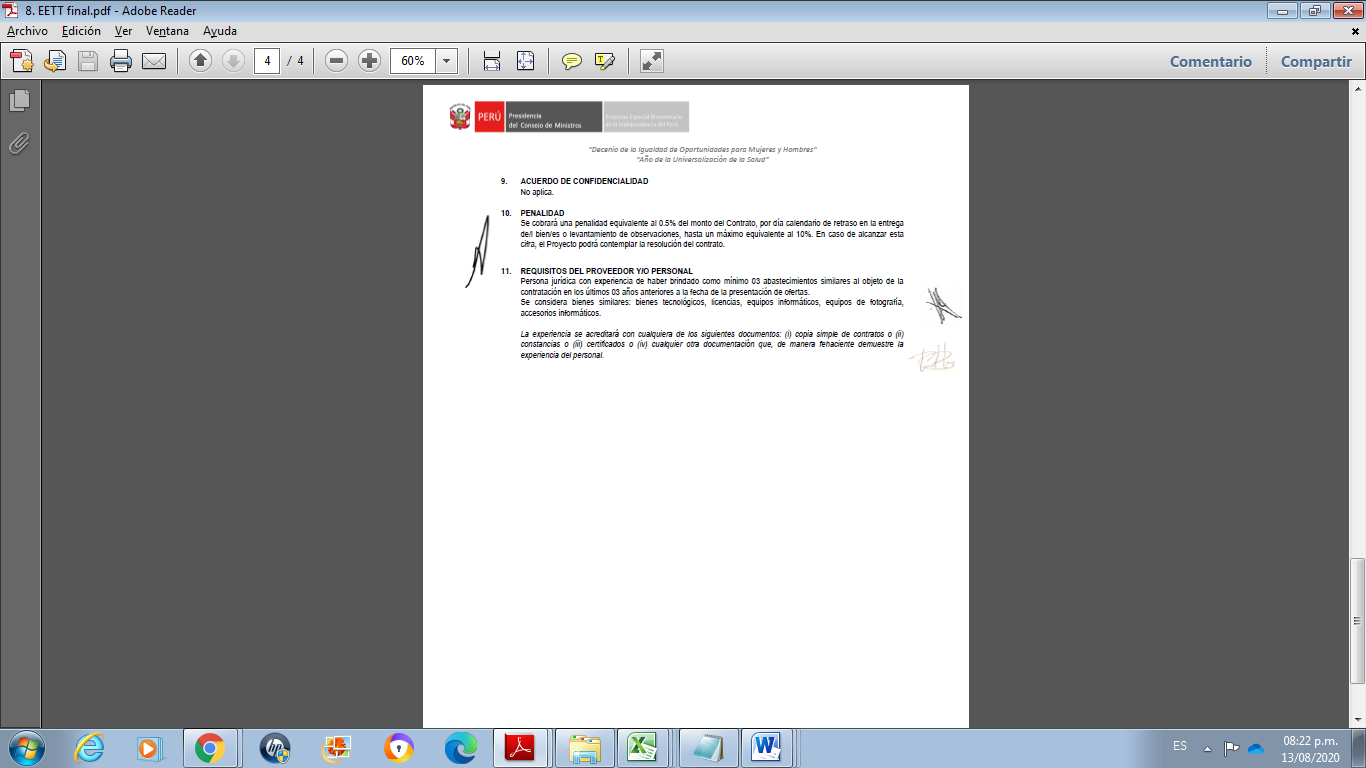 8. EETT final.pdf - Adobe Reader
Archivo Edición Ver Ventana Ayuda
4 / 4 60% Comentario Compartir
PERÚ
Presidencia
del Consejo de Ministros
Proyecto Especial Bicentenario
de la Independencia del Perú
"Decenio de la Igualdad de Oportunidades para Mujeres y Hombres"
"Año de la Universalización de la Salud"
9. ACUERDO DE CONFIDENCIALIDAD
No aplica.
10. PENALIDAD
Se cobrará una penalidad equivalente al 0.5% del monto del Contrato, por día calendario de retraso en la entrega
de/l bien/es o levantamiento de observaciones, hasta un máximo equivalente al 10%. En caso de alcanzar esta
cifra, el Proyecto podrá contemplar la resolución del contrato.
11. REQUISITOS DEL PROVEEDOR Y/O PERSONAL
Persona jurídica con experiencia de haber brindado como mínimo 03 abastecimientos similares al objeto de la
contratación en los últimos 03 años anteriores a la fecha de la presentación de ofertas.
Se considera bienes similares: bienes tecnológicos, licencias, equipos informáticos, equipos de fotografía,
accesorios informáticos.
La experiencia se acreditará con cualquiera de los siguientes documentos: (i) copia simple de contratos o (ii)
constancias o (iii) certificados o (iv) cualquier otra documentación que, de manera fehaciente demuestre la
experiencia del personal.
ES
08:22 p.m.
13/08/2020